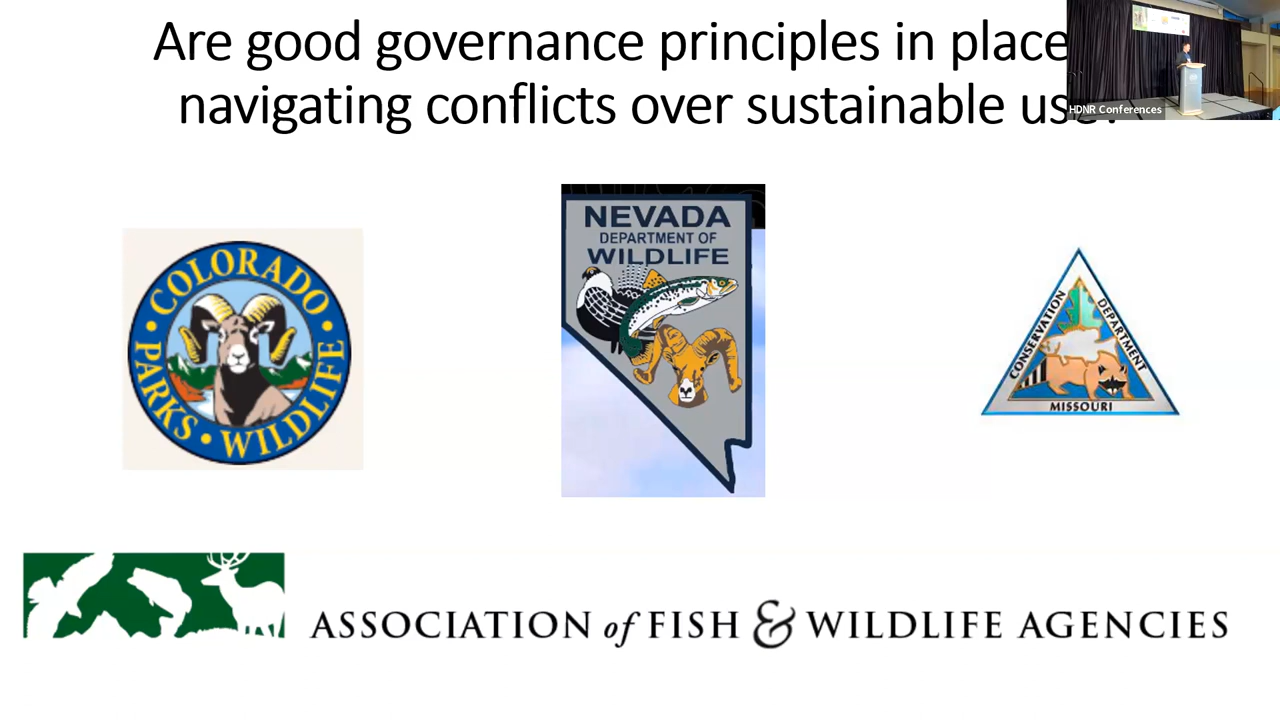 Are good governance principles in place
navigating conflicts over sustainable use?
HDNR Conferences
COLORADO
PARKS • WILDLIFE
NEVADA
DEPARTMENT OF
WILDLIFE
CONSERVATION DEPARTMENT
MISSOURI
ASSOCIATION of FISH & WILDLIFE AGENCIES